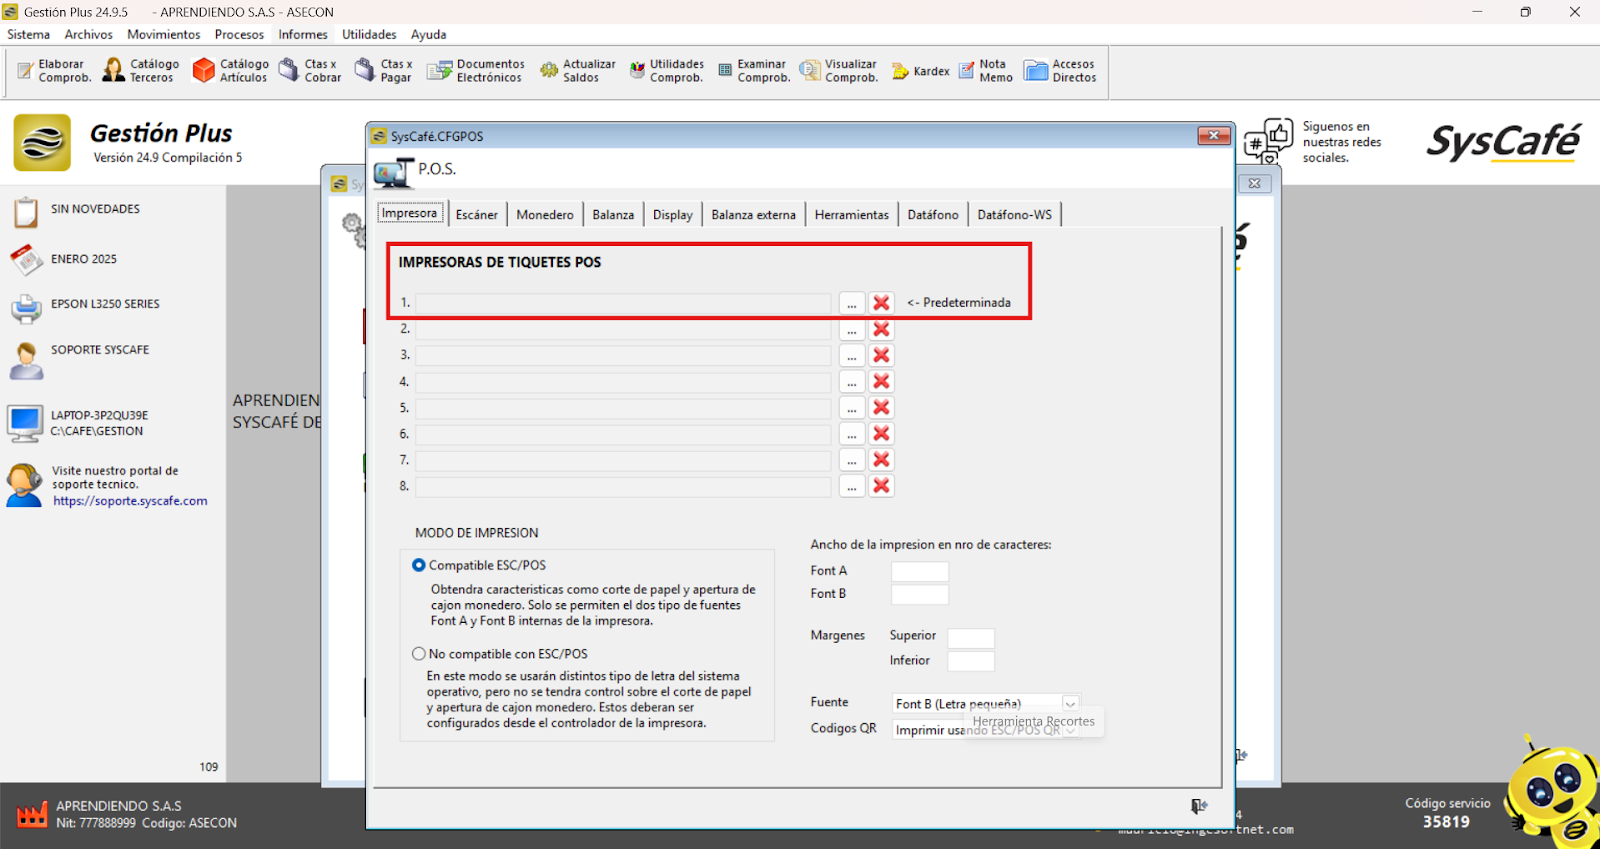 Gestión Plus 24.9.5 - APRENDIENDO S.A.S - ASECON
Sistema Archivos Movimientos Procesos Informes Utilidades Ayuda
Elaborar Comprob.
Catálogo Terceros
Catálogo Artículos
Ctas x Cobrar
Ctas x Pagar
Documentos Electrónicos
Actualizar Saldos
Utilidades Comprob.
Examinar Comprob.
Visualizar Comprob.
Kardex
Nota Memo
Accesos Directos
Gestión Plus
Versión 24.9 Compilación 5
Siguenos en
nuestras redes
sociales.
SysCafé
SIN NOVEDADES
ENERO 2025
EPSON L3250 SERIES
SOPORTE SYSCAFE
LAPTOP-3P2QU39E
C:\CAFE\GESTION
Visite nuestro portal de
soporte tecnico.
https://soporte.syscafe.com
109
APRENDIEN
SYSCAFÉ DE
Sy
SysCafé.CFGPOS
P.O.S.
Impresora Escáner Monedero Balanza Display Balanza externa Herramientas Datáfono Datáfono-WS
IMPRESORAS DE TIQUETES POS
1. ... <- Predeterminada
2. ...
3. ...
4. ...
5. ...
6. ...
7. ...
8. ...
MODO DE IMPRESION
Compatible ESC/POS
Obtendra caracteristicas como corte de papel y apertura de
cajon monedero. Solo se permiten el dos tipo de fuentes
Font A y Font B internas de la impresora.
No compatible con ESC/POS
En este modo se usarán distintos tipo de letra del sistema
operativo, pero no se tendra control sobre el corte de papel
y apertura de cajon monedero. Estos deberan ser
configurados desde el controlador de la impresora.
Ancho de la impresion en nro de caracteres:
Font A
Font B
Margenes Superior
Inferior
Fuente Font B (Letra pequeña)
Herramienta Recortes
Codigos QR Imprimir usando ESC/POS QR
APRENDIENDO S.A.S
Nit: 777888999 Codigo: ASECON
4
mauricio@ingesoftnet.com
Código servicio
35819